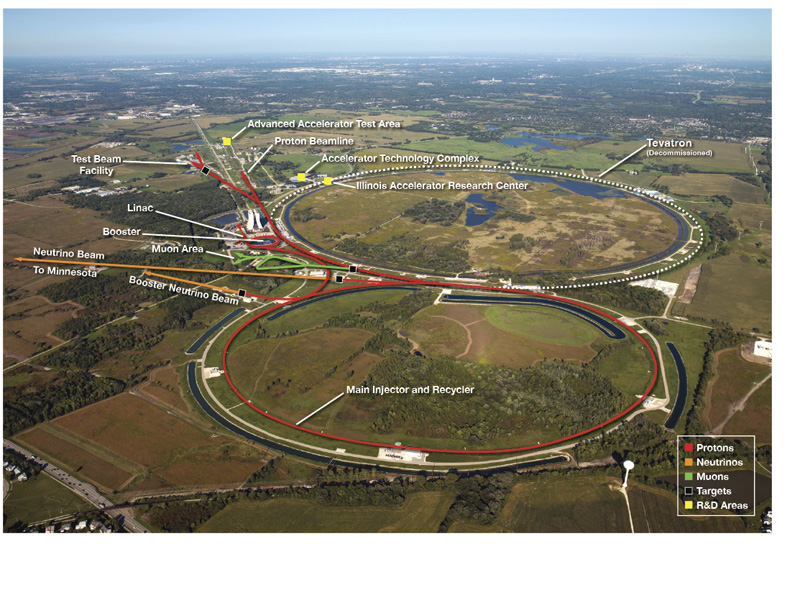 Advanced Accelerator Test Area
Proton Beamline
Test Beam
Facility
Accelerator Technology Complex
Tevatron
(Decommissioned)
Illinois Accelerator Research Center
Linac
Booster
Muon Area
Neutrino Beam
To Minnesota
Booster Neutrino Beam
Main Injector and Recycler
Protons
Neutrinos
Muons
Targets
R&D Areas